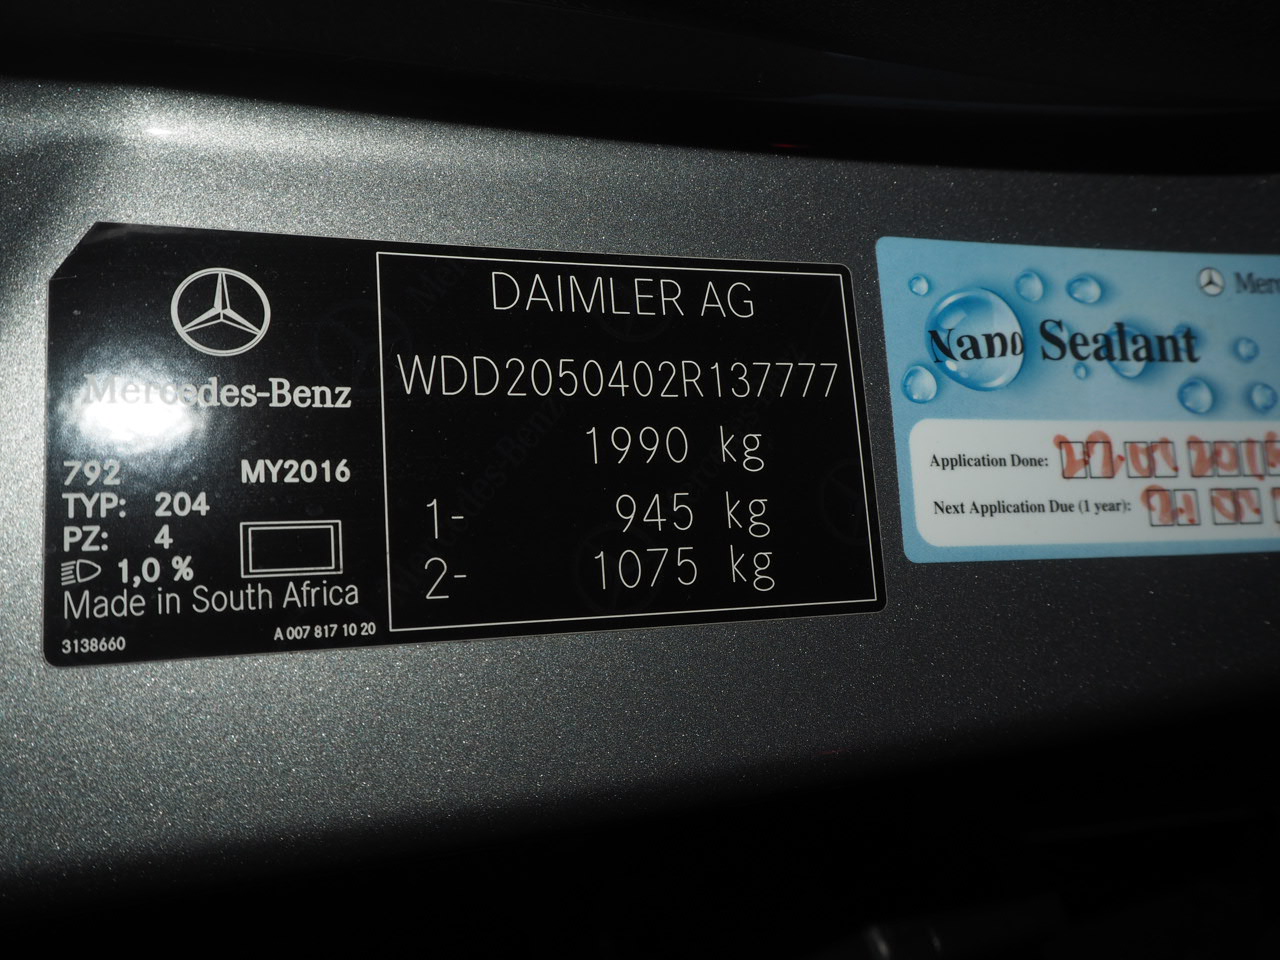 Mercedes-Benz
792 MY2016
TYP: 204
PZ: 4
1,0 %
Made in South Africa
3138660 A 007 817 10 20
DAIMLER AG
WDD2050402R137777
1990 kg
1- 945 kg
2- 1075 kg
Nano Sealant
Application Done:
Next Application Due (1 year):